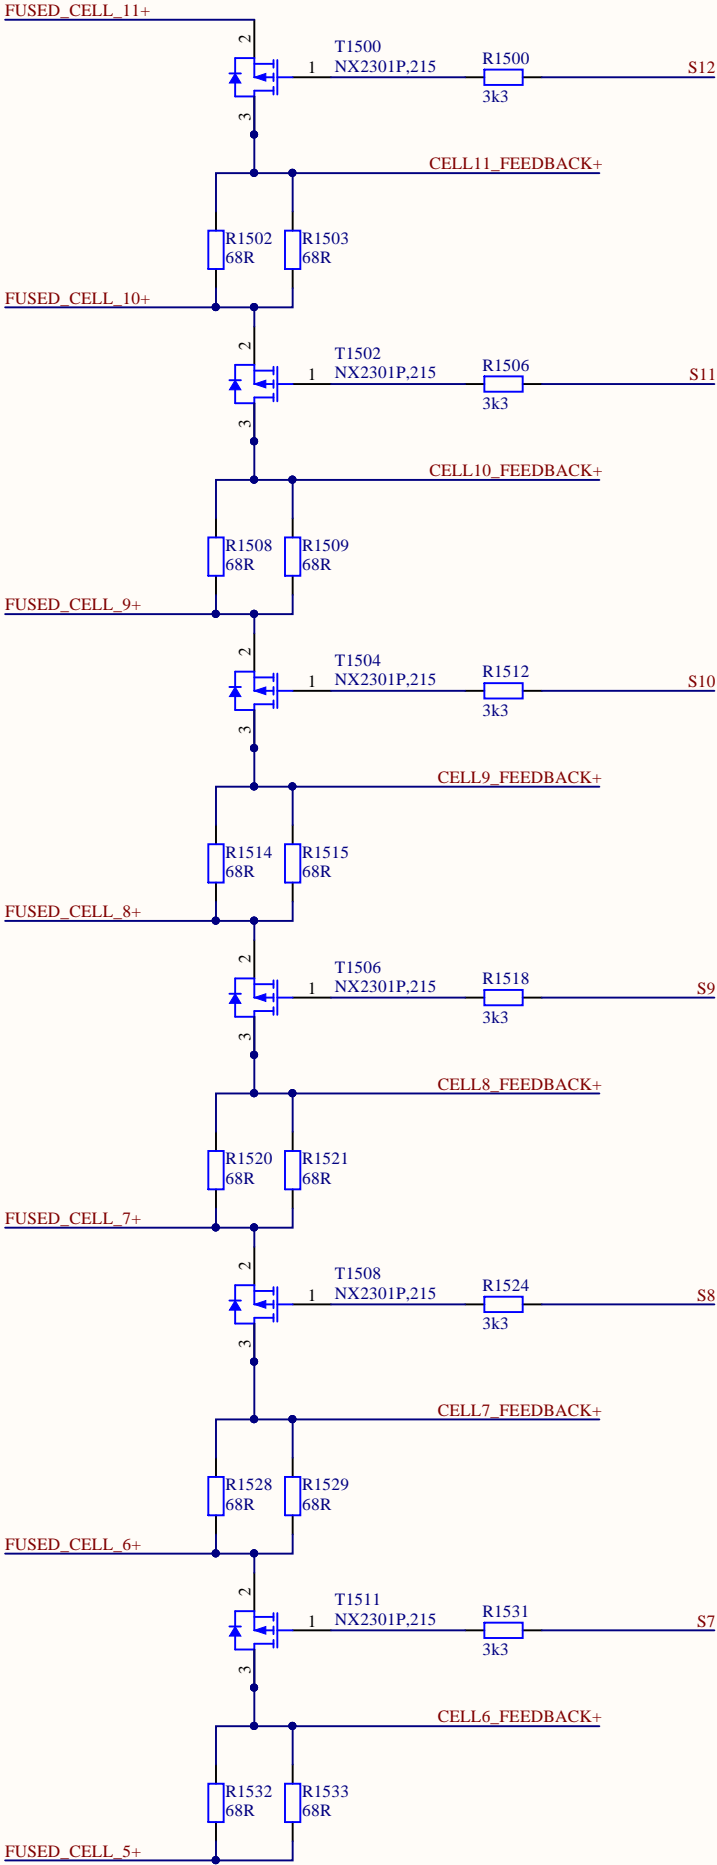 FUSED_CELL_11+
2
T1500
NX2301P,215
1
R1500
3k3
S12
3
CELL11_FEEDBACK+
R1502
68R
R1503
68R
FUSED_CELL_10+
2
T1502
NX2301P,215
1
R1506
3k3
S11
3
CELL10_FEEDBACK+
R1508
68R
R1509
68R
FUSED_CELL_9+
2
T1504
NX2301P,215
1
R1512
3k3
S10
3
CELL9_FEEDBACK+
R1514
68R
R1515
68R
FUSED_CELL_8+
2
T1506
NX2301P,215
1
R1518
3k3
S9
3
CELL8_FEEDBACK+
R1520
68R
R1521
68R
FUSED_CELL_7+
2
T1508
NX2301P,215
1
R1524
3k3
S8
3
CELL7_FEEDBACK+
R1528
68R
R1529
68R
FUSED_CELL_6+
2
T1511
NX2301P,215
1
R1531
3k3
S7
3
CELL6_FEEDBACK+
R1532
68R
R1533
68R
FUSED_CELL_5+